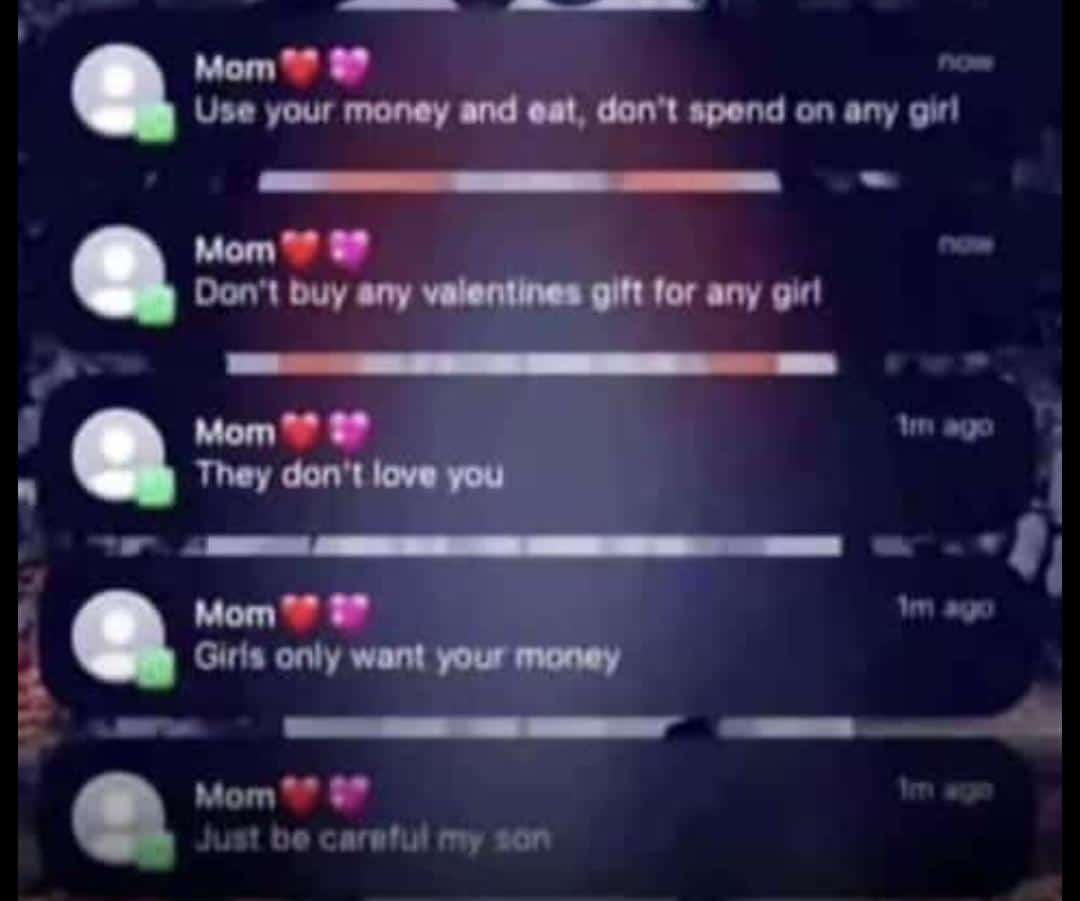 Mom❤️💞
now
Use your money and eat, don't spend on any girl
Mom❤️💞
now
Don't buy any valentines gift for any girl
Mom❤️💞
1m ago
They don't love you
Mom❤️💞
1m ago
Girls only want your money
Mom❤️💞
1m ago
Just be careful my son